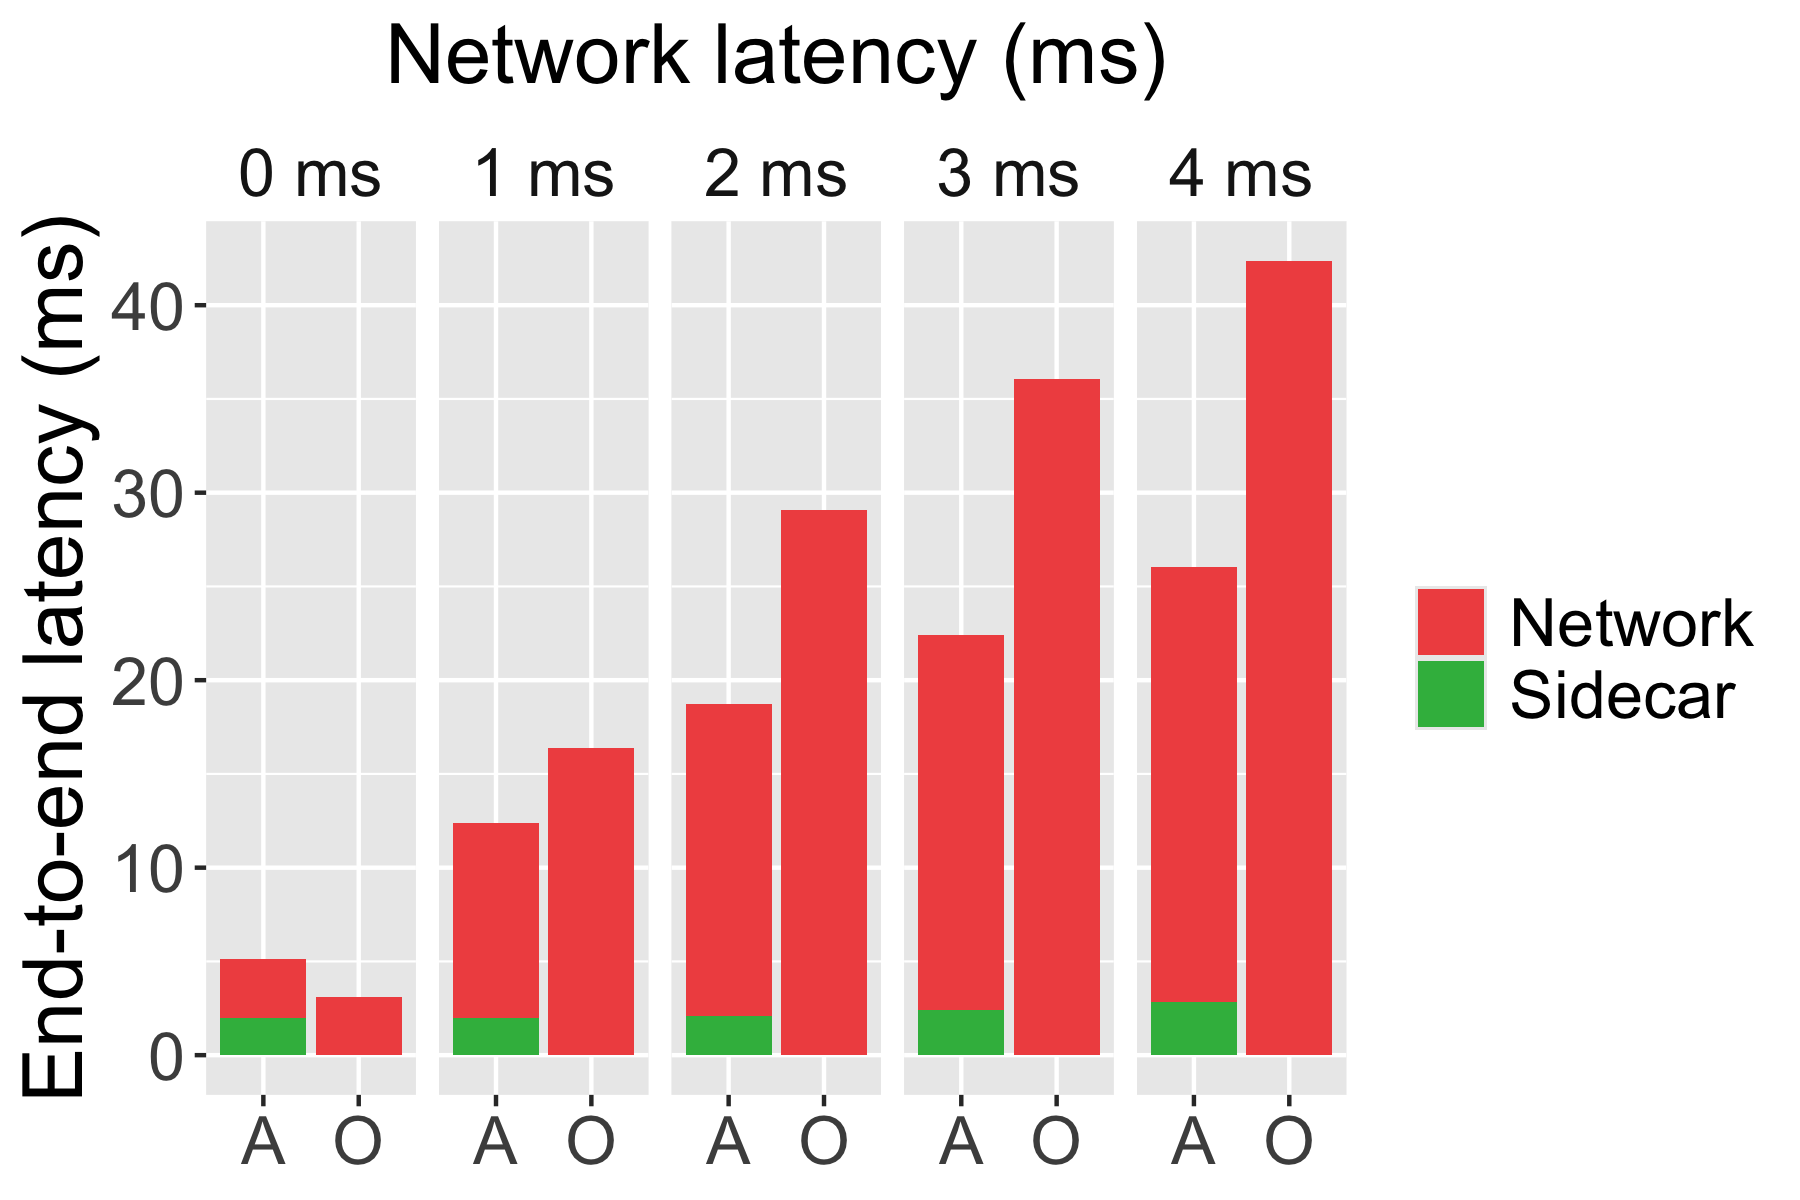 Network latency (ms)
0 ms 1 ms 2 ms 3 ms 4 ms
End-to-end latency (ms)
40
30
20
10
0
A O A O A O A O A O
Network
Sidecar